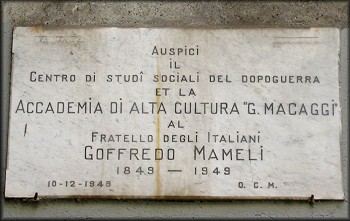 AUSPICI
IL
CENTRO DI STUDÎ SOCIALI DEL DOPOGUERRA
ET LA
ACCADEMIA DI ALTA CULTURA "G. MACAGGI"
AL
FRATELLO DEGLI ITALIANI
GOFFREDO MAMELI
1849 — 1949
10-12-1949 O. C. M.